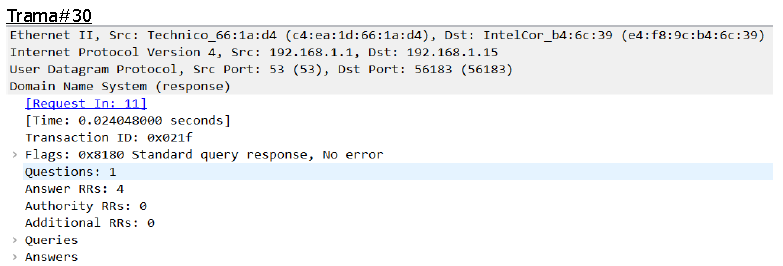 Trama#30
Ethernet II, Src: Technico_66:1a:d4 (c4:ea:1d:66:1a:d4), Dst: IntelCor_b4:6c:39 (e4:f8:9c:b4:6c:39)
Internet Protocol Version 4, Src: 192.168.1.1, Dst: 192.168.1.15
User Datagram Protocol, Src Port: 53 (53), Dst Port: 56183 (56183)
Domain Name System (response)
[Request In: 11]
[Time: 0.024048000 seconds]
Transaction ID: 0x021f
> Flags: 0x8180 Standard query response, No error
Questions: 1
Answer RRs: 4
Authority RRs: 0
Additional RRs: 0
> Queries
> Answers